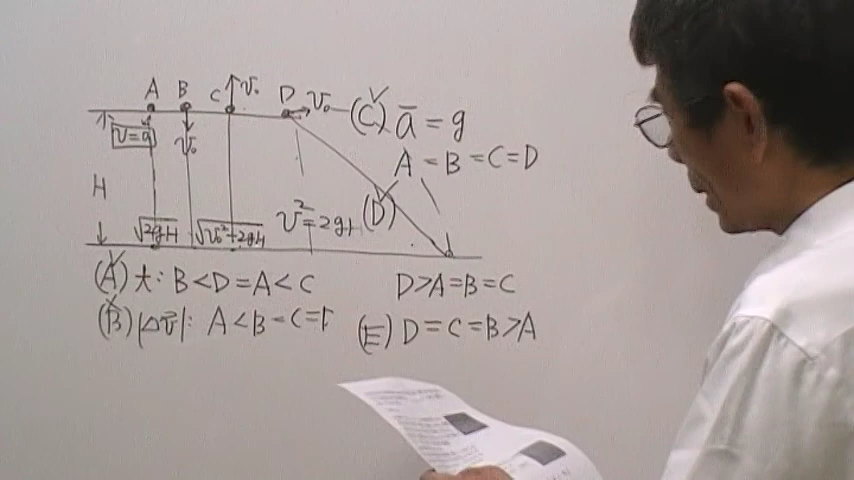 A B C v₀ D v₀
(C) ā = g
v=0 v₀
A = B = C = D
H
√2gH √v₀²+2gH v²=2gH (D)
(A) 大: B < D = A < C D > A = B = C
(B) |Δv⃗|: A < B = C = (E) D = C = B > A